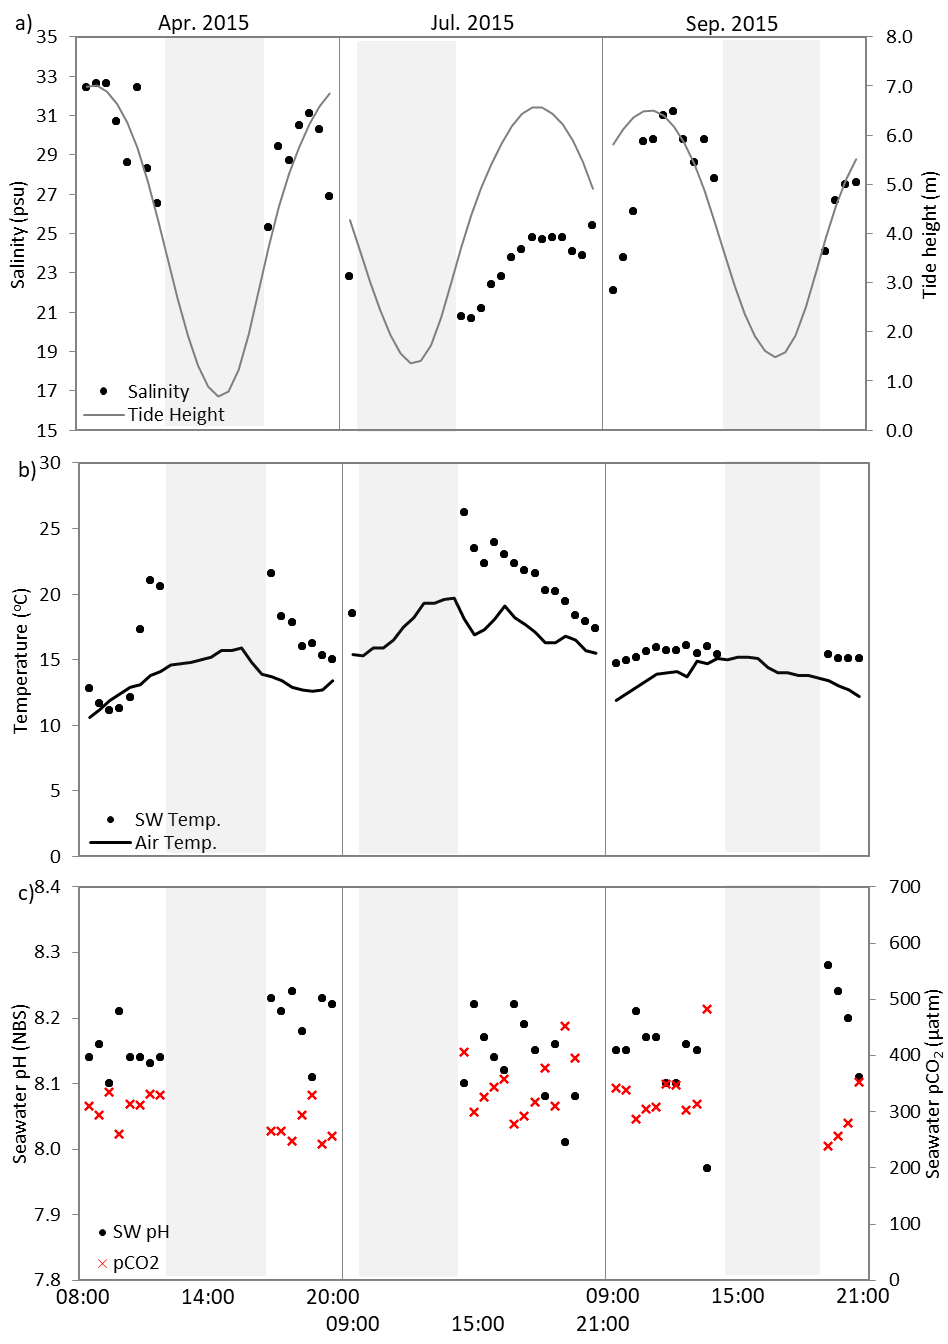 a)
Apr. 2015 Jul. 2015 Sep. 2015
35 8.0
33 7.0
31 6.0
29 5.0
27
25 4.0
23 3.0
21 2.0
19
17 1.0
15 0.0
Salinity (psu)
Tide height (m)
Salinity
Tide Height
b)
30
25
20
15
10
5
0
Temperature (°C)
SW Temp.
Air Temp.
c)
8.4 700
8.3 600
8.2 500
8.1 400
8.0 300
7.9 200
7.8 100
0
Seawater pH (NBS)
Seawater pCO₂ (µatm)
SW pH
pCO2
08:00 14:00 20:00 09:00 15:00 21:00
09:00 15:00 21:00